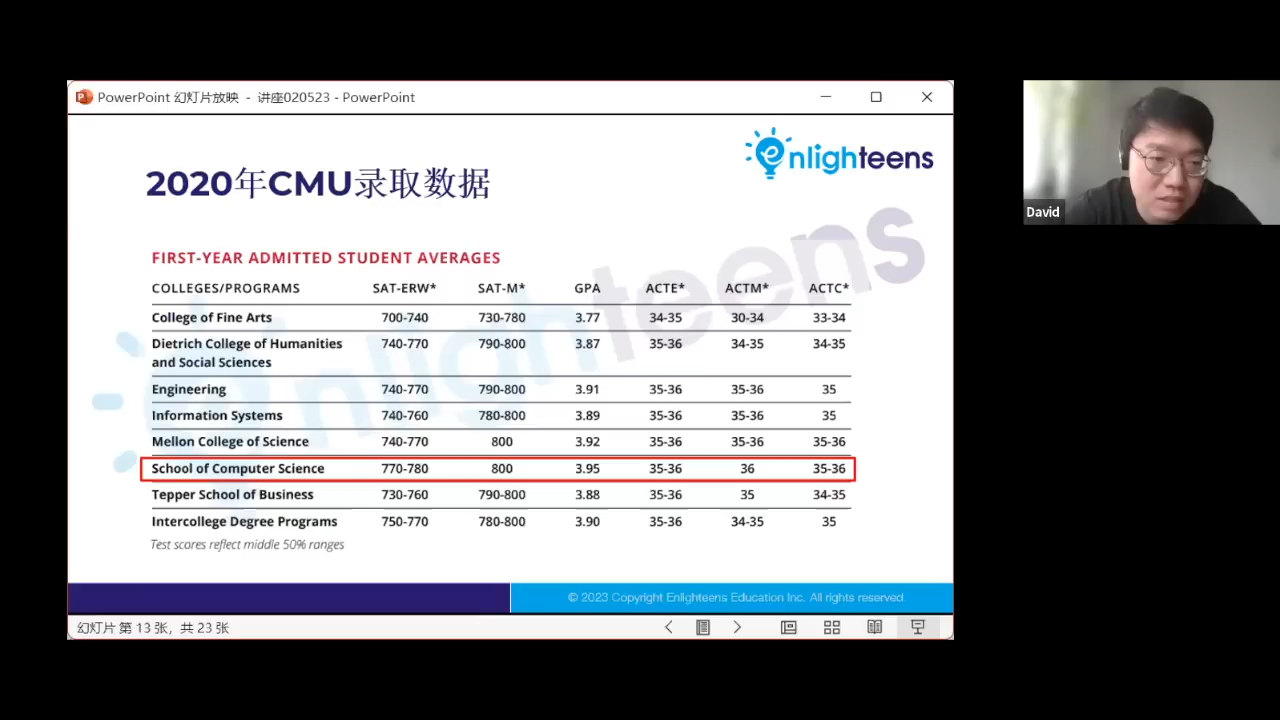 PowerPoint 幻灯片放映 - 讲座020523 - PowerPoint
enlighteens
2020年CMU录取数据
enlighteens
FIRST-YEAR ADMITTED STUDENT AVERAGES
COLLEGES/PROGRAMS SAT-ERW* SAT-M* GPA ACTE* ACTM* ACTC*
College of Fine Arts 700-740 730-780 3.77 34-35 30-34 33-34
Dietrich College of Humanities 740-770 790-800 3.87 35-36 34-35 34-35
and Social Sciences
Engineering 740-770 790-800 3.91 35-36 35-36 35
Information Systems 740-760 780-800 3.89 35-36 35-36 35
Mellon College of Science 740-770 800 3.92 35-36 35-36 35-36
School of Computer Science 770-780 800 3.95 35-36 36 35-36
Tepper School of Business 730-760 790-800 3.88 35-36 35 34-35
Intercollege Degree Programs 750-770 780-800 3.90 35-36 34-35 35
Test scores reflect middle 50% ranges
© 2023 Copyright Enlighteens Education Inc. All rights reserved.
幻灯片 第 13 张，共 23 张
David